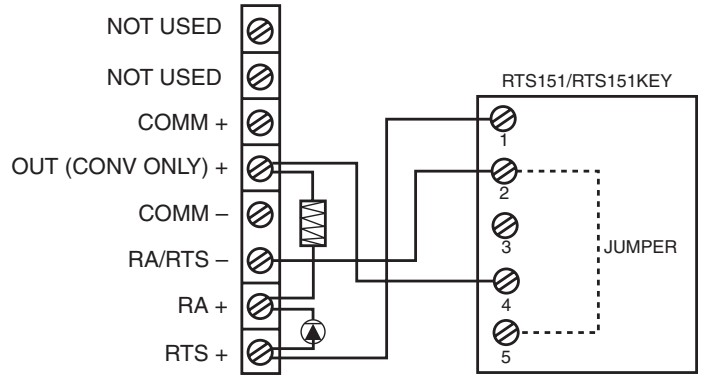 NOT USED
NOT USED
COMM +
OUT (CONV ONLY) +
COMM –
RA/RTS –
RA +
RTS +
RTS151/RTS151KEY
1
2
3
4
5
JUMPER